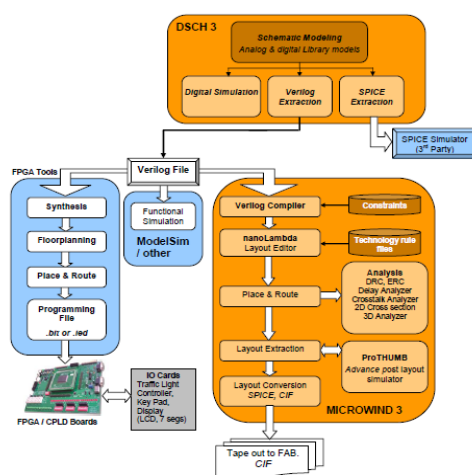 DSCH 3
Schematic Modeling
Analog & digital Library models
Digital Simulation
Verilog
Extraction
SPICE
Extraction
SPICE Simulator
(3rd Party)
FPGA Tools
Verilog File
Synthesis
Floorplanning
Place & Route
Programming
File
.bit or .jed
Functional
Simulation
ModelSim
/ other
Verilog Compiler
Constraints
nanoLambda
Layout Editor
Technology rule
files
Place & Route
Analysis
DRC, ERC
Delay Analyzer
Crosstalk Analyzer
2D Cross section
3D Analyzer
Layout Extraction
ProTHUMB
Advance post layout
simulator
Layout Conversion
SPICE, CIF
MICROWIND 3
IO Cards
Traffic Light
Controller,
Key Pad,
Display
(LCD, 7 segs)
FPGA / CPLD Boards
Tape out to FAB.
CIF